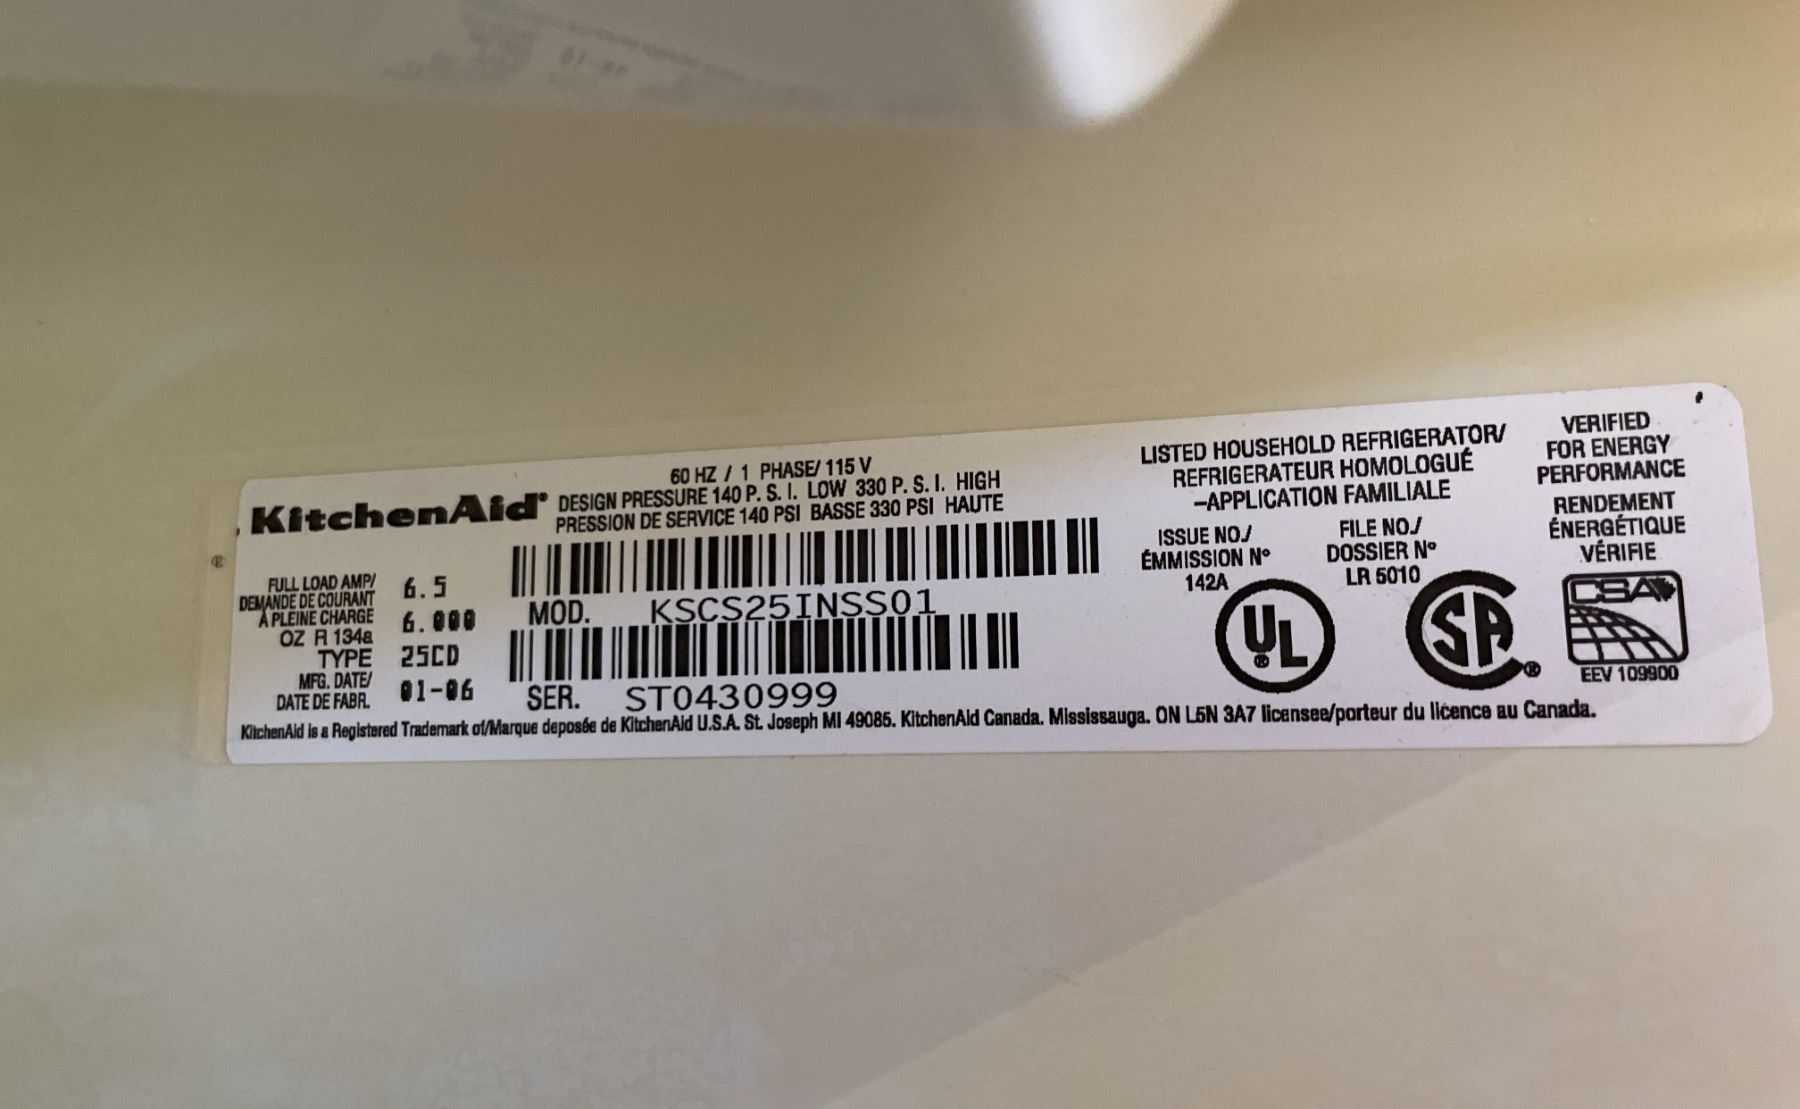 KitchenAid®
60 HZ / 1 PHASE/ 115 V
DESIGN PRESSURE 140 P. S. I. LOW 330 P. S. I. HIGH
PRESSION DE SERVICE 140 PSI BASSE 330 PSI HAUTE
FULL LOAD AMP/
DEMANDE DE COURANT
A PLEINE CHARGE 6.5
OZ R 134a 6.000
TYPE 25CD
MFG. DATE/
DATE DE FABR. 01-06
MOD. KSCS25INSS01
SER. ST0430999
LISTED HOUSEHOLD REFRIGERATOR/
REFRIGERATEUR HOMOLOGUÉ
-APPLICATION FAMILIALE
ISSUE NO./
ÉMMISSION Nº
142A
FILE NO./
DOSSIER Nº
LR 5010
UL®
SA®
VERIFIED
FOR ENERGY
PERFORMANCE
RENDEMENT
ÉNERGÉTIQUE
VÉRIFIE
CSA
EEV 109900
KitchenAid is a Registered Trademark of/Marque deposée de KitchenAid U.S.A. St. Joseph MI 49085. KitchenAid Canada. Mississauga. ON L5N 3A7 licensee/porteur du licence au Canada.
®